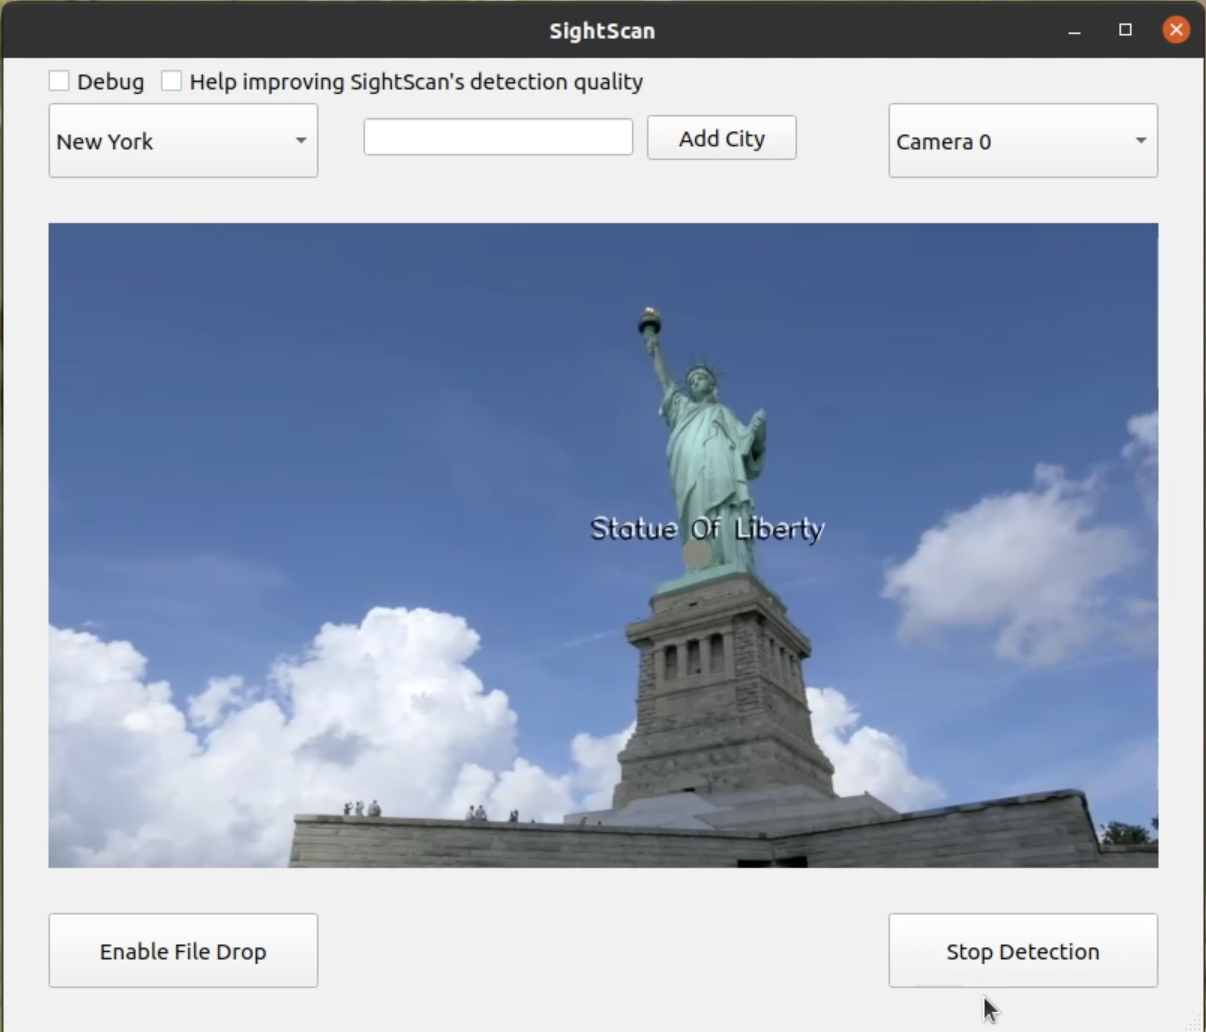 SightScan
Debug Help improving SightScan's detection quality
New York Add City Camera 0
Statue Of Liberty
Enable File Drop Stop Detection